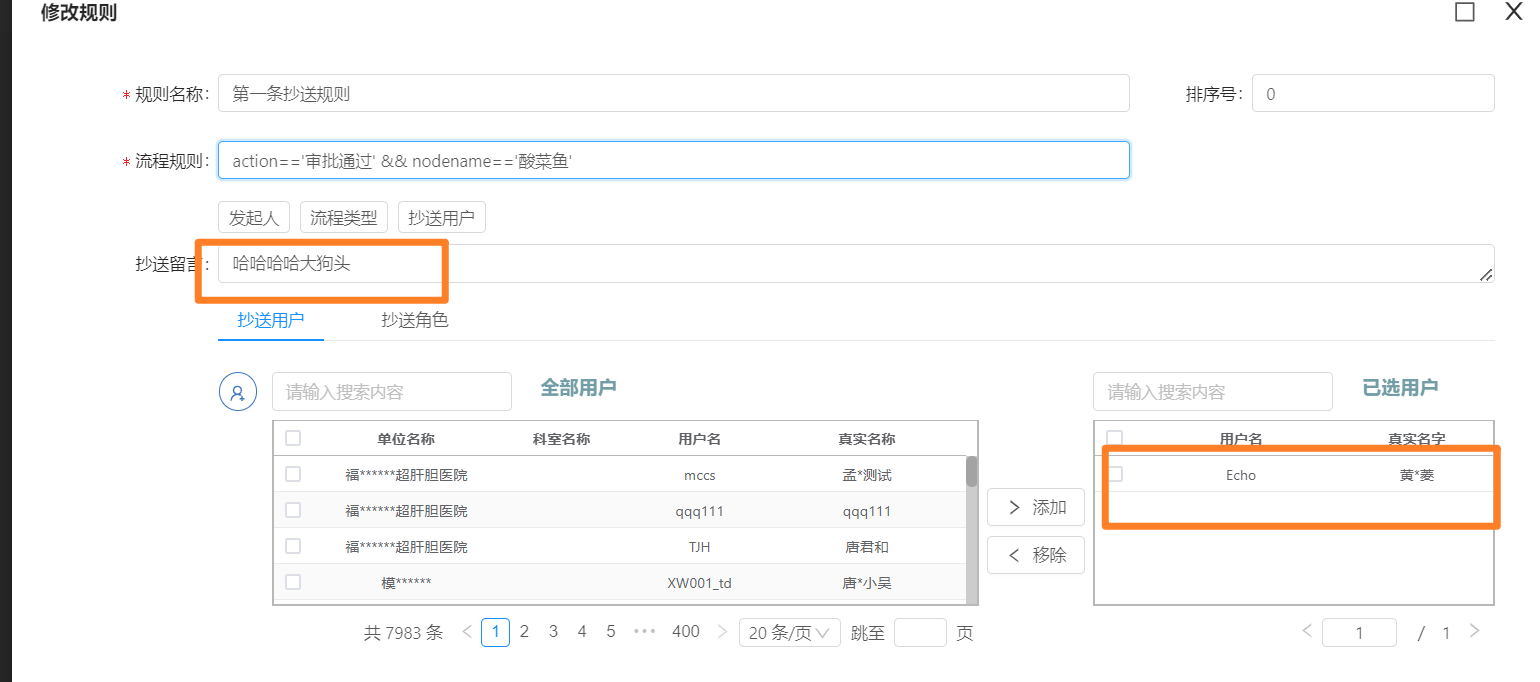 修改规则
* 规则名称: 第一条抄送规则 排序号: 0
* 流程规则: action=='审批通过' && nodename=='酸菜鱼'
发起人 流程类型 抄送用户
抄送留言: 哈哈哈哈大狗头
抄送用户 抄送角色
请输入搜索内容 全部用户 请输入搜索内容 已选用户
单位名称 科室名称 用户名 真实名称 用户名 真实名字
福******超肝胆医院 mccs 孟*测试 Echo 黄*菱
福******超肝胆医院 qqq111 qqq111
添加
福******超肝胆医院 TJH 唐君和
移除
模****** XW001_td 唐*小吴
共 7983 条 < 1 2 3 4 5 ••• 400 > 20 条/页 跳至 页 < 1 / 1 >